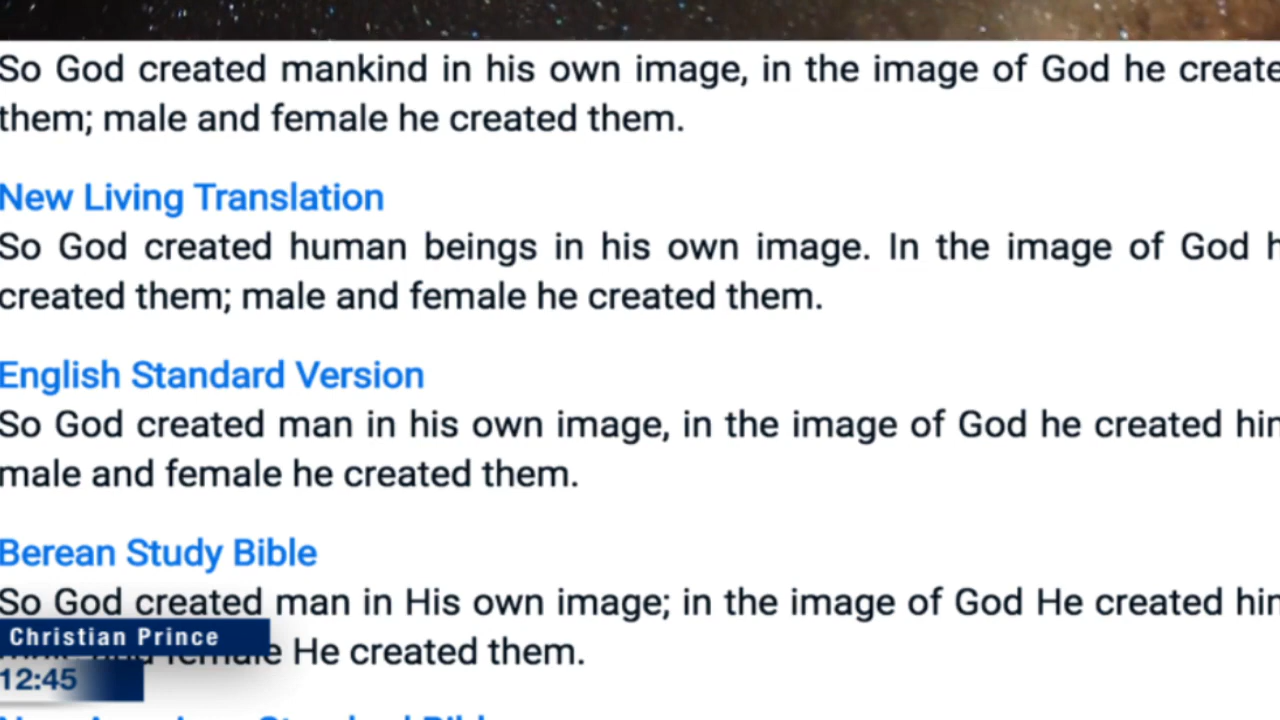 So God created mankind in his own image, in the image of God he create
them; male and female he created them.
New Living Translation
So God created human beings in his own image. In the image of God h
created them; male and female he created them.
English Standard Version
So God created man in his own image, in the image of God he created him
male and female he created them.
Berean Study Bible
So God created man in His own image; in the image of God He created him
Christian Prince
female He created them.
12:45